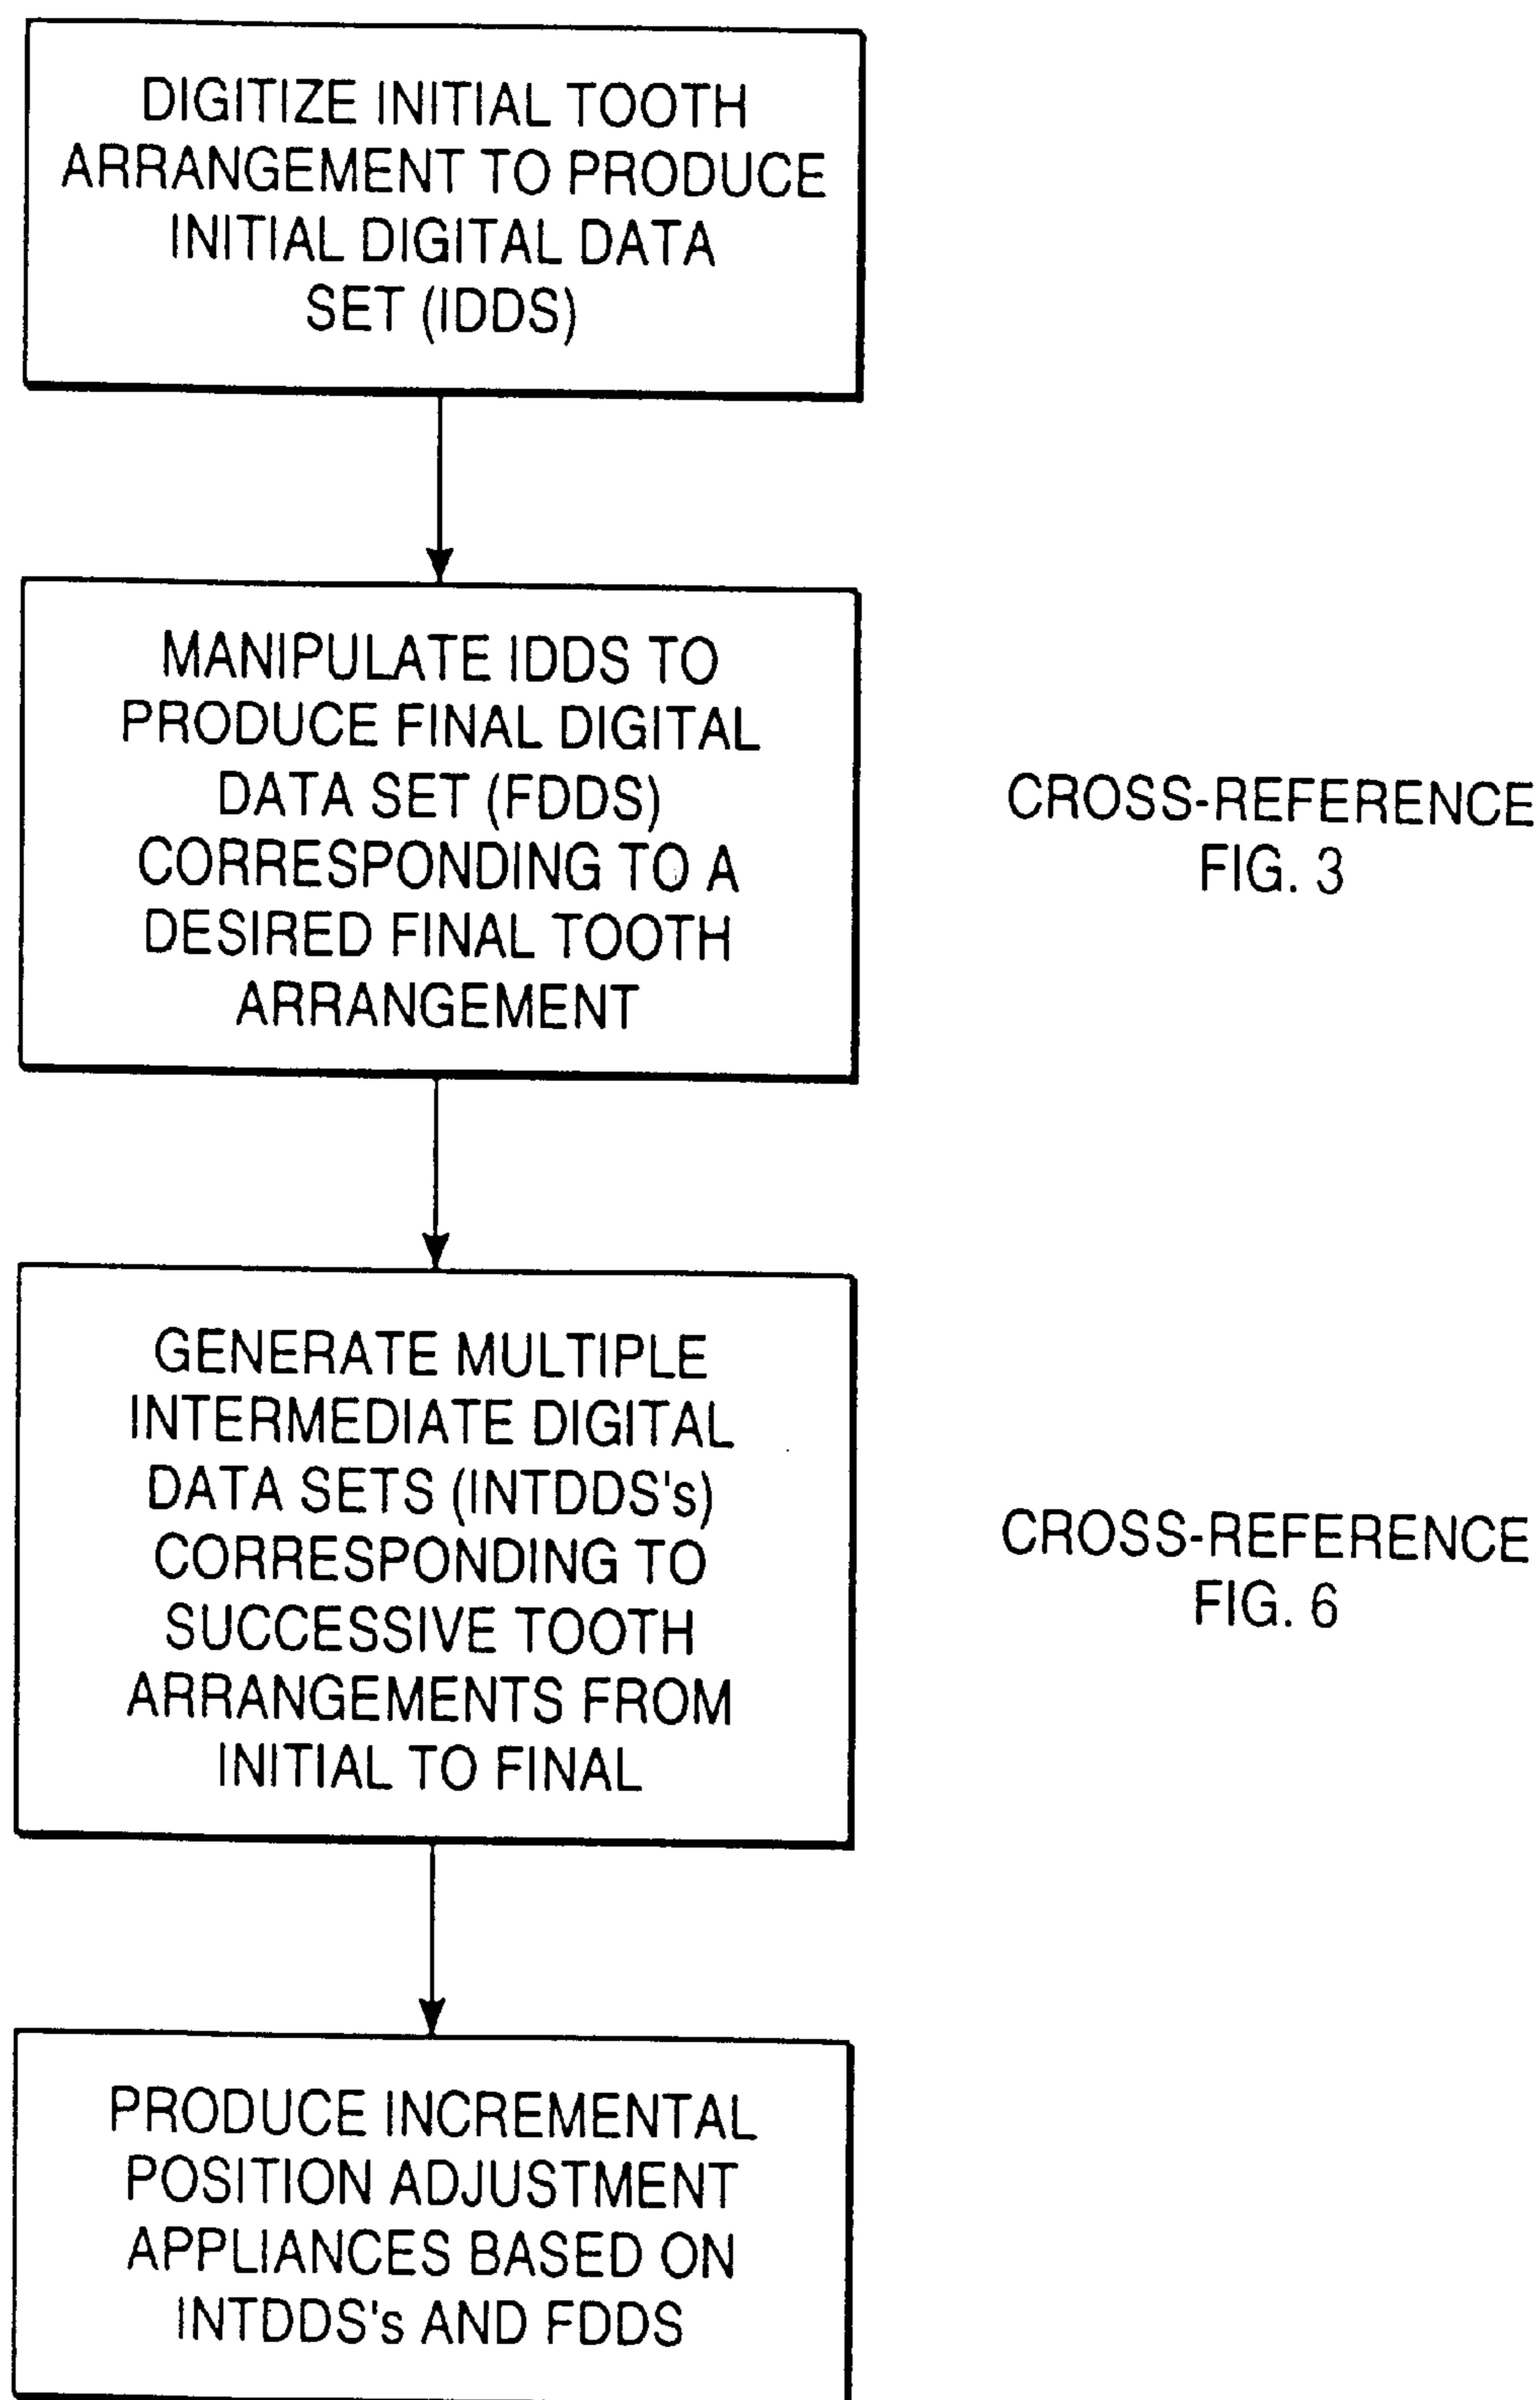 DIGITIZE INITIAL TOOTH
ARRANGEMENT TO PRODUCE
INITIAL DIGITAL DATA
SET (IDDS)
MANIPULATE IDDS TO
PRODUCE FINAL DIGITAL
DATA SET (FDDS)
CORRESPONDING TO A
DESIRED FINAL TOOTH
ARRANGEMENT
CROSS-REFERENCE
FIG. 3
GENERATE MULTIPLE
INTERMEDIATE DIGITAL
DATA SETS (INTDDS's)
CORRESPONDING TO
SUCCESSIVE TOOTH
ARRANGEMENTS FROM
INITIAL TO FINAL
CROSS-REFERENCE
FIG. 6
PRODUCE INCREMENTAL
POSITION ADJUSTMENT
APPLIANCES BASED ON
INTDDS's AND FDDS